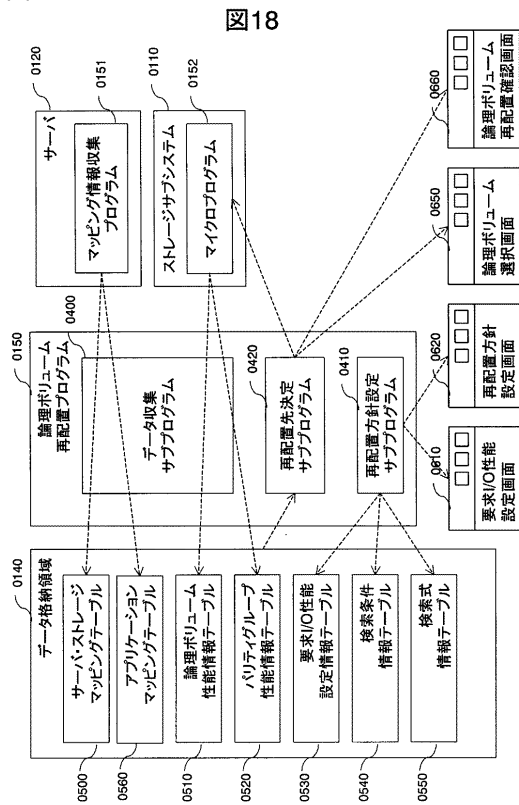 図18
0140
データ格納領域
0500
サーバ・ストレージ
マッピングテーブル
0560
アプリケーション
マッピングテーブル
0510
論理ボリューム
性能情報テーブル
0520
パリティグループ
性能情報テーブル
0530
要求I/O性能
設定情報テーブル
0540
検索条件
情報テーブル
0550
検索式
情報テーブル
0150
論理ボリューム
再配置プログラム
0400
データ収集
サブプログラム
0420
再配置先決定
サブプログラム
0410
再配置方針設定
サブプログラム
0120
サーバ
0151
マッピング情報収集
プログラム
0110
ストレージサブシステム
0152
マイクロプログラム
0610
要求I/O性能
設定画面
0620
再配置方針
設定画面
0650
論理ボリューム
選択画面
0660
論理ボリューム
再配置確認画面